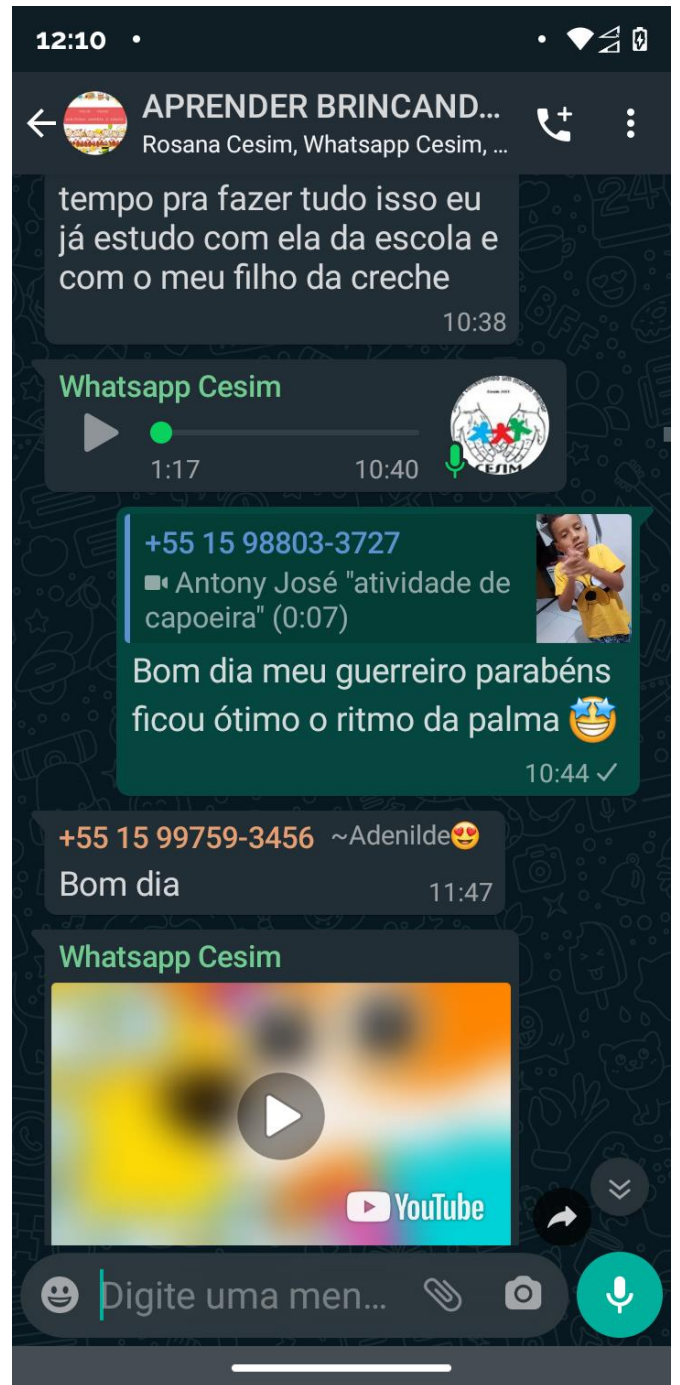 12:10
APRENDER BRINCAND...
Rosana Cesim, Whatsapp Cesim, ...
tempo pra fazer tudo isso eu
já estudo com ela da escola e
com o meu filho da creche
10:38
Whatsapp Cesim
1:17 10:40
CESIM
+55 15 98803-3727
Antony José "atividade de
capoeira" (0:07)
Bom dia meu guerreiro parabéns
ficou ótimo o ritmo da palma 🤩
10:44
+55 15 99759-3456 ~Adenilde😍
Bom dia 11:47
Whatsapp Cesim
YouTube
Digite uma men...